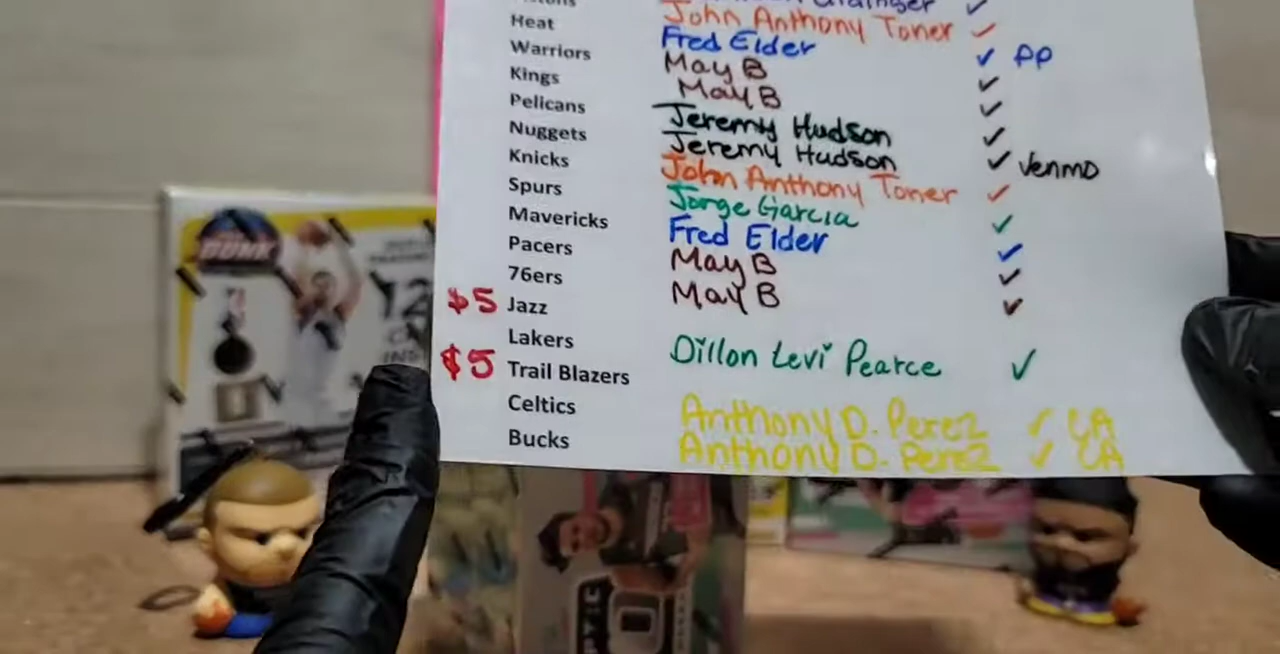 Pistons John Anthony Toner ✓
Heat Fred Elder ✓ PP
Warriors May B ✓
Kings May B ✓
Pelicans Jeremy Hudson ✓
Nuggets Jeremy Hudson ✓ Venmo
Knicks John Anthony Toner ✓
Spurs Jorge Garcia ✓
Mavericks Fred Elder ✓
Pacers May B ✓
76ers May B ✓
$5 Jazz
Lakers Dillon Levi Pearce ✓
$5 Trail Blazers
Celtics Anthony D. Perez ✓ CA
Bucks Anthony D. Perez ✓ CA
12